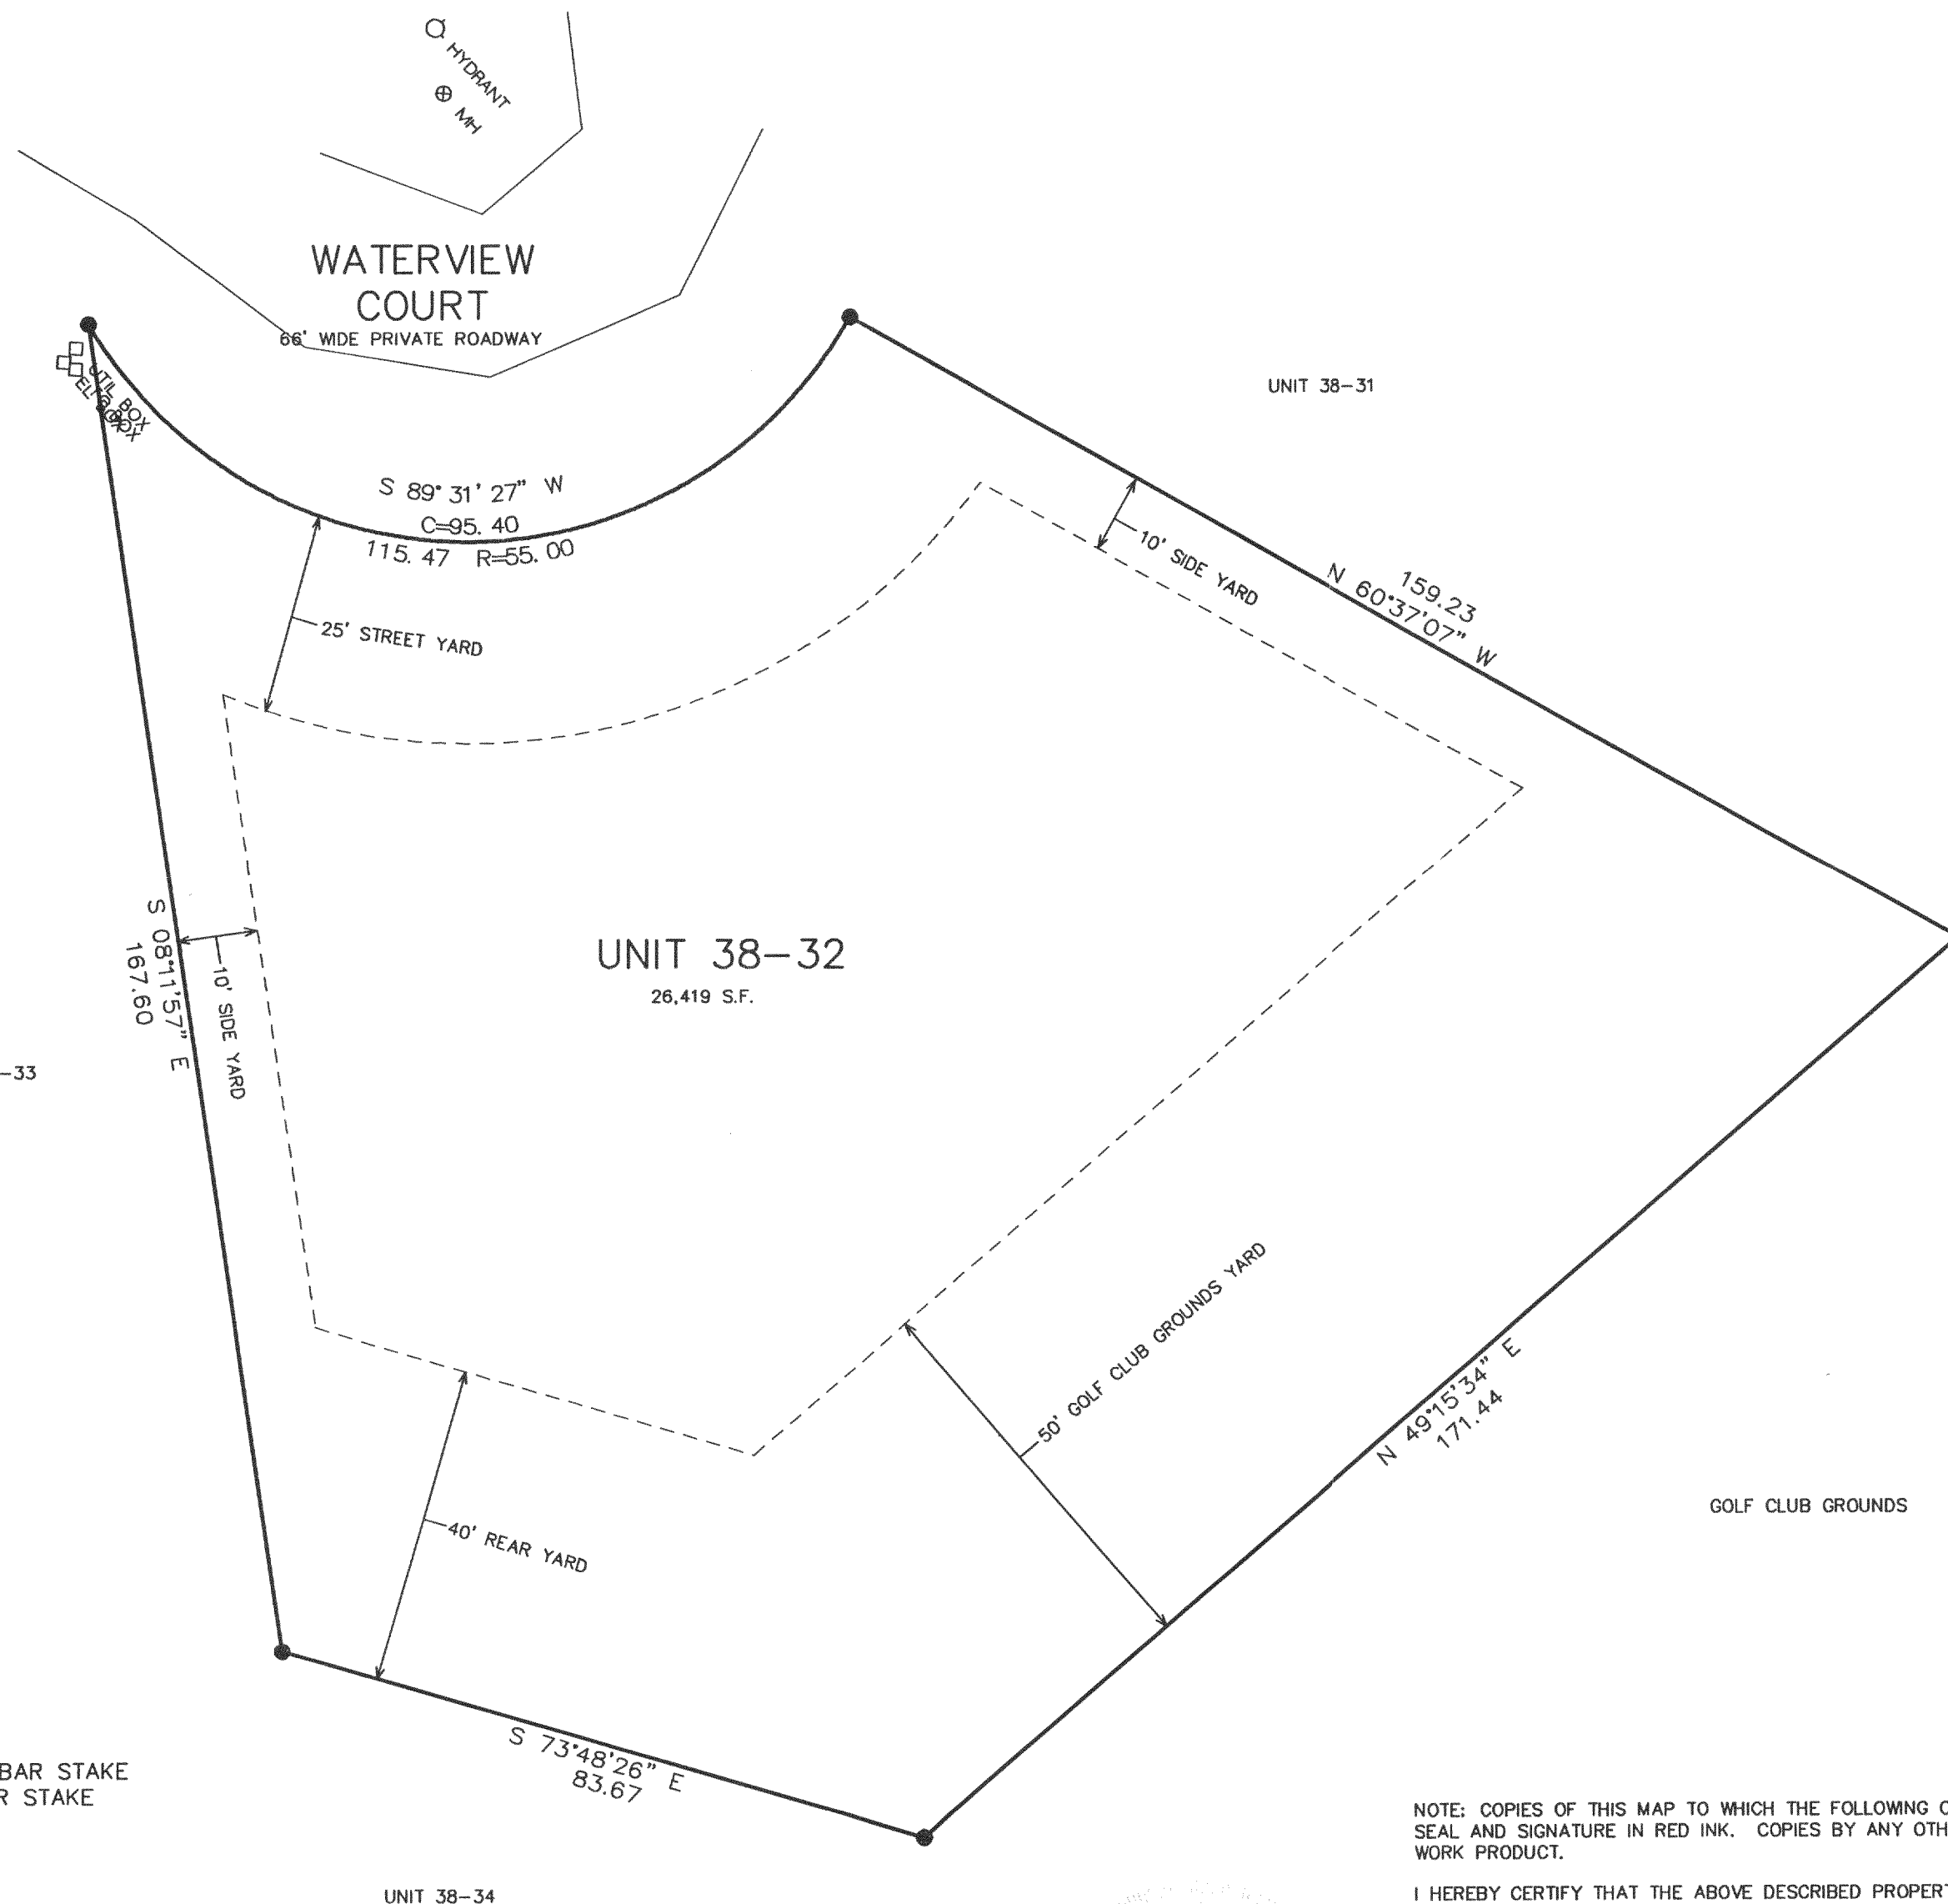 HYDRANT
MH
WATERVIEW
COURT
66' WIDE PRIVATE ROADWAY
UTIL BOX
UNIT 38-31
S 89° 31' 27" W
C=95.40
115.47 R=55.00
10' SIDE YARD
159.23
N 60°37'07" W
25' STREET YARD
S 08°11'57" E
167.60
10' SIDE YARD
UNIT 38-32
26,419 S.F.
-33
50' GOLF CLUB GROUNDS YARD
N 49°15'34" E
171.44
GOLF CLUB GROUNDS
40' REAR YARD
S 73°48'26" E
83.67
BAR STAKE
R STAKE
UNIT 38-34
NOTE: COPIES OF THIS MAP TO WHICH THE FOLLOWING
SEAL AND SIGNATURE IN RED INK. COPIES BY ANY OTH
WORK PRODUCT.
I HEREBY CERTIFY THAT THE ABOVE DESCRIBED PROPERT